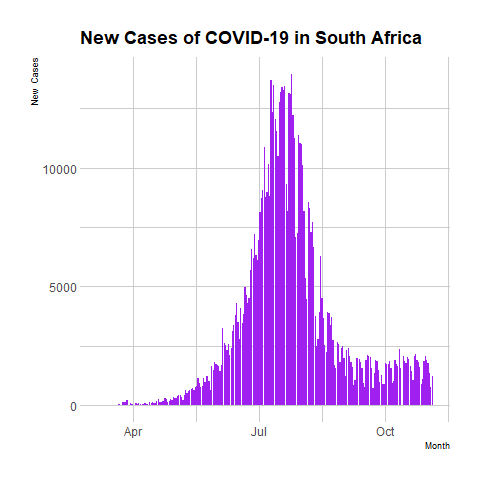 New Cases of COVID-19 in South Africa
New Cases
10000
5000
0
Apr
Jul
Oct
Month